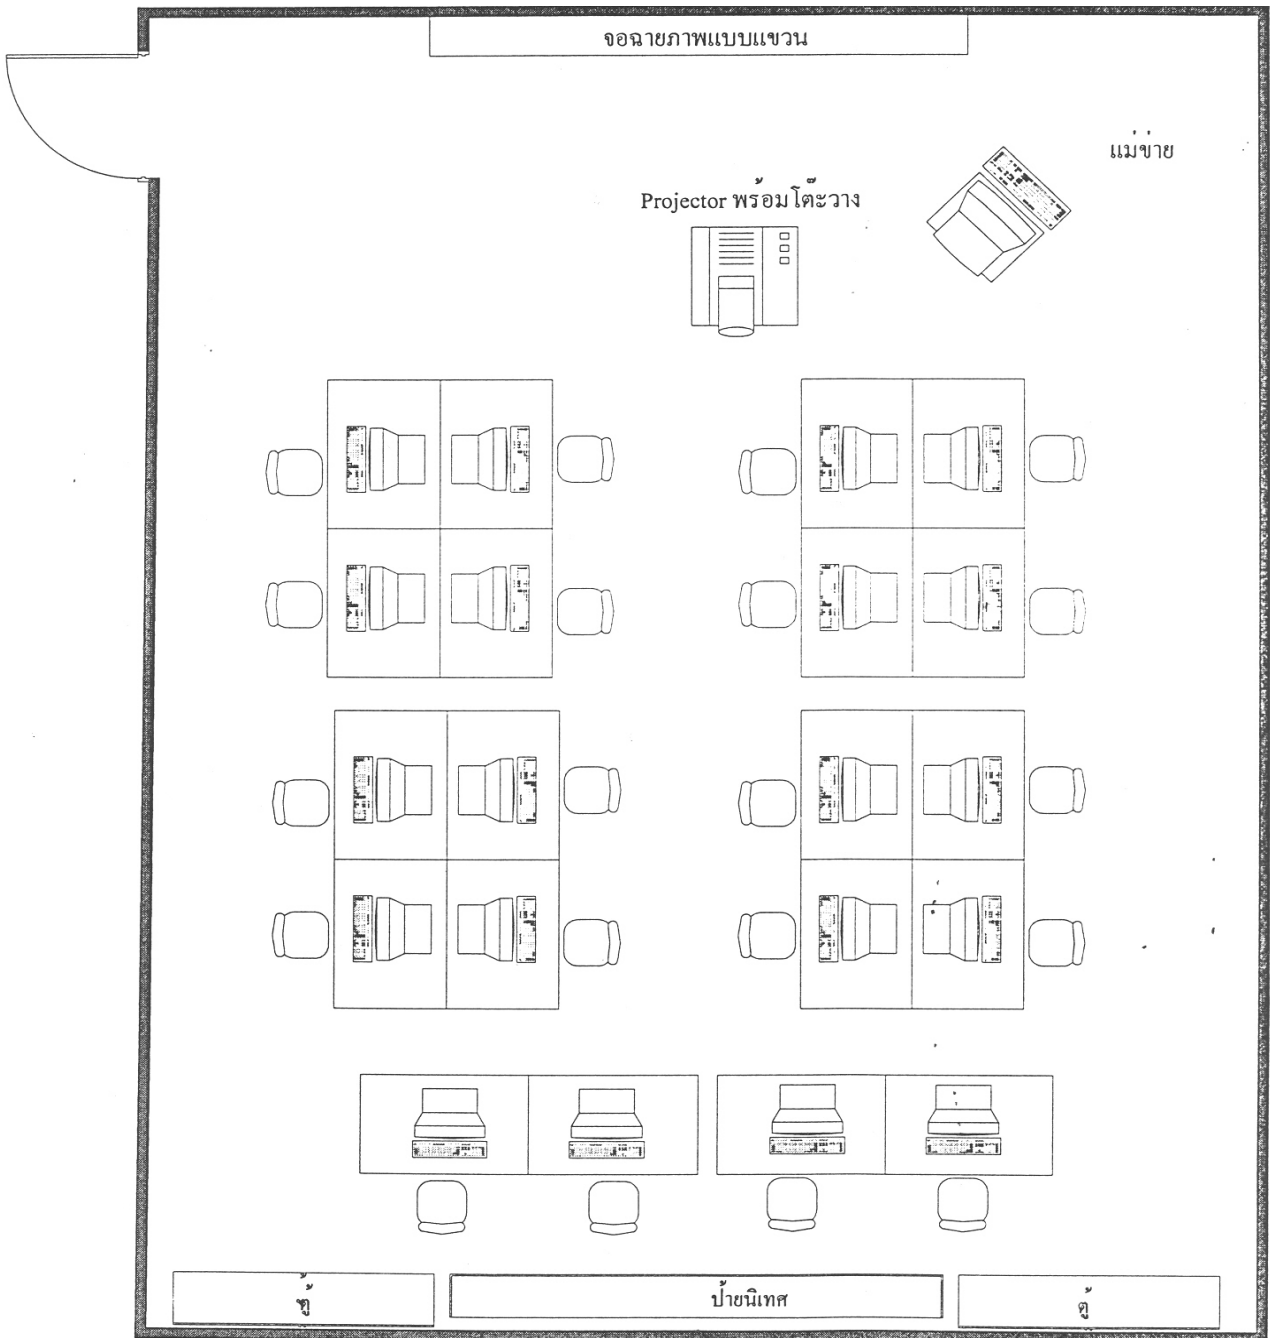 จอฉายภาพแบบแขวน
แม่ข่าย
Projector พร้อมโต๊ะวาง
ตู้
ป้ายนิเทศ
ตู้